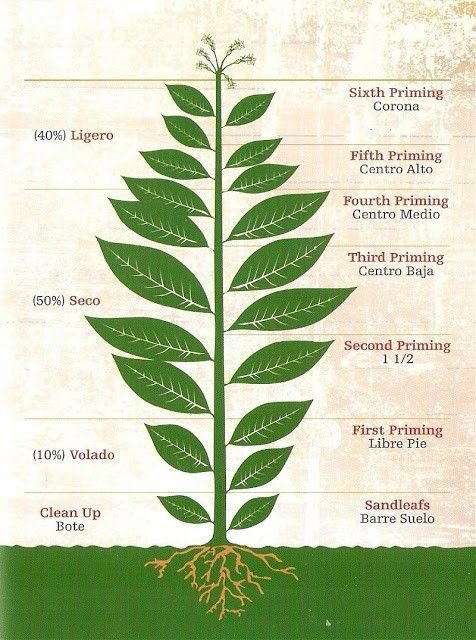 Sixth Priming
Corona
(40%) Ligero
Fifth Priming
Centro Alto
Fourth Priming
Centro Medio
Third Priming
Centro Baja
(50%) Seco
Second Priming
1 1/2
First Priming
Libre Pie
(10%) Volado
Clean Up
Bote
Sandleafs
Barre Suelo